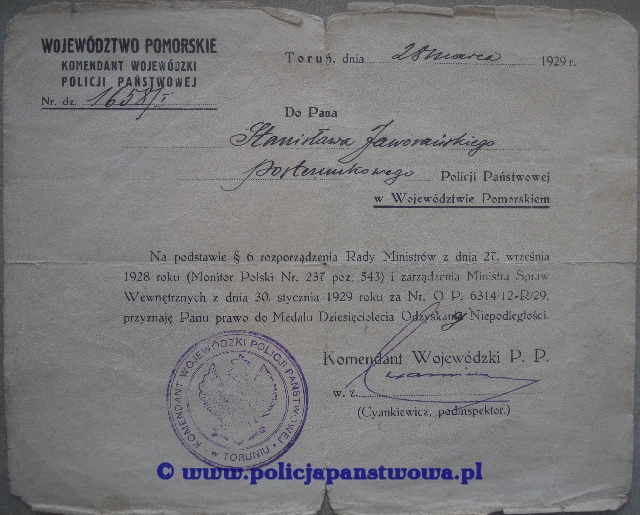 WOJEWÓDZTWO POMORSKIE
KOMENDANT WOJEWÓDZKI
POLICJI PAŃSTWOWEJ
Nr. dz. 1658/I
Toruń, dnia 28 marca 1929 r.
Do Pana
Stanisława
posterunkowego Policji Państwowej
w Województwie Pomorskiem
Na podstawie § 6 rozporządzenia Rady Ministrów z dnia 27. września
1928 roku (Monitor Polski Nr. 237 poz. 543) i zarządzenia Ministra Spraw
Wewnętrznych z dnia 30. stycznia 1929 roku za Nr. O P. 6314/12-R/29,
przyznaję Panu prawo do Medalu Dziesięciolecia Odzyskanej Niepodległości.
Komendant Wojewódzki P. P.
w. z.
(Cyankiewicz, podinspektor.)
KOMENDANT WOJEWÓDZKI POLICJI PAŃSTWOWEJ
w TORUNIU
© www.policjapanstwowa.pl